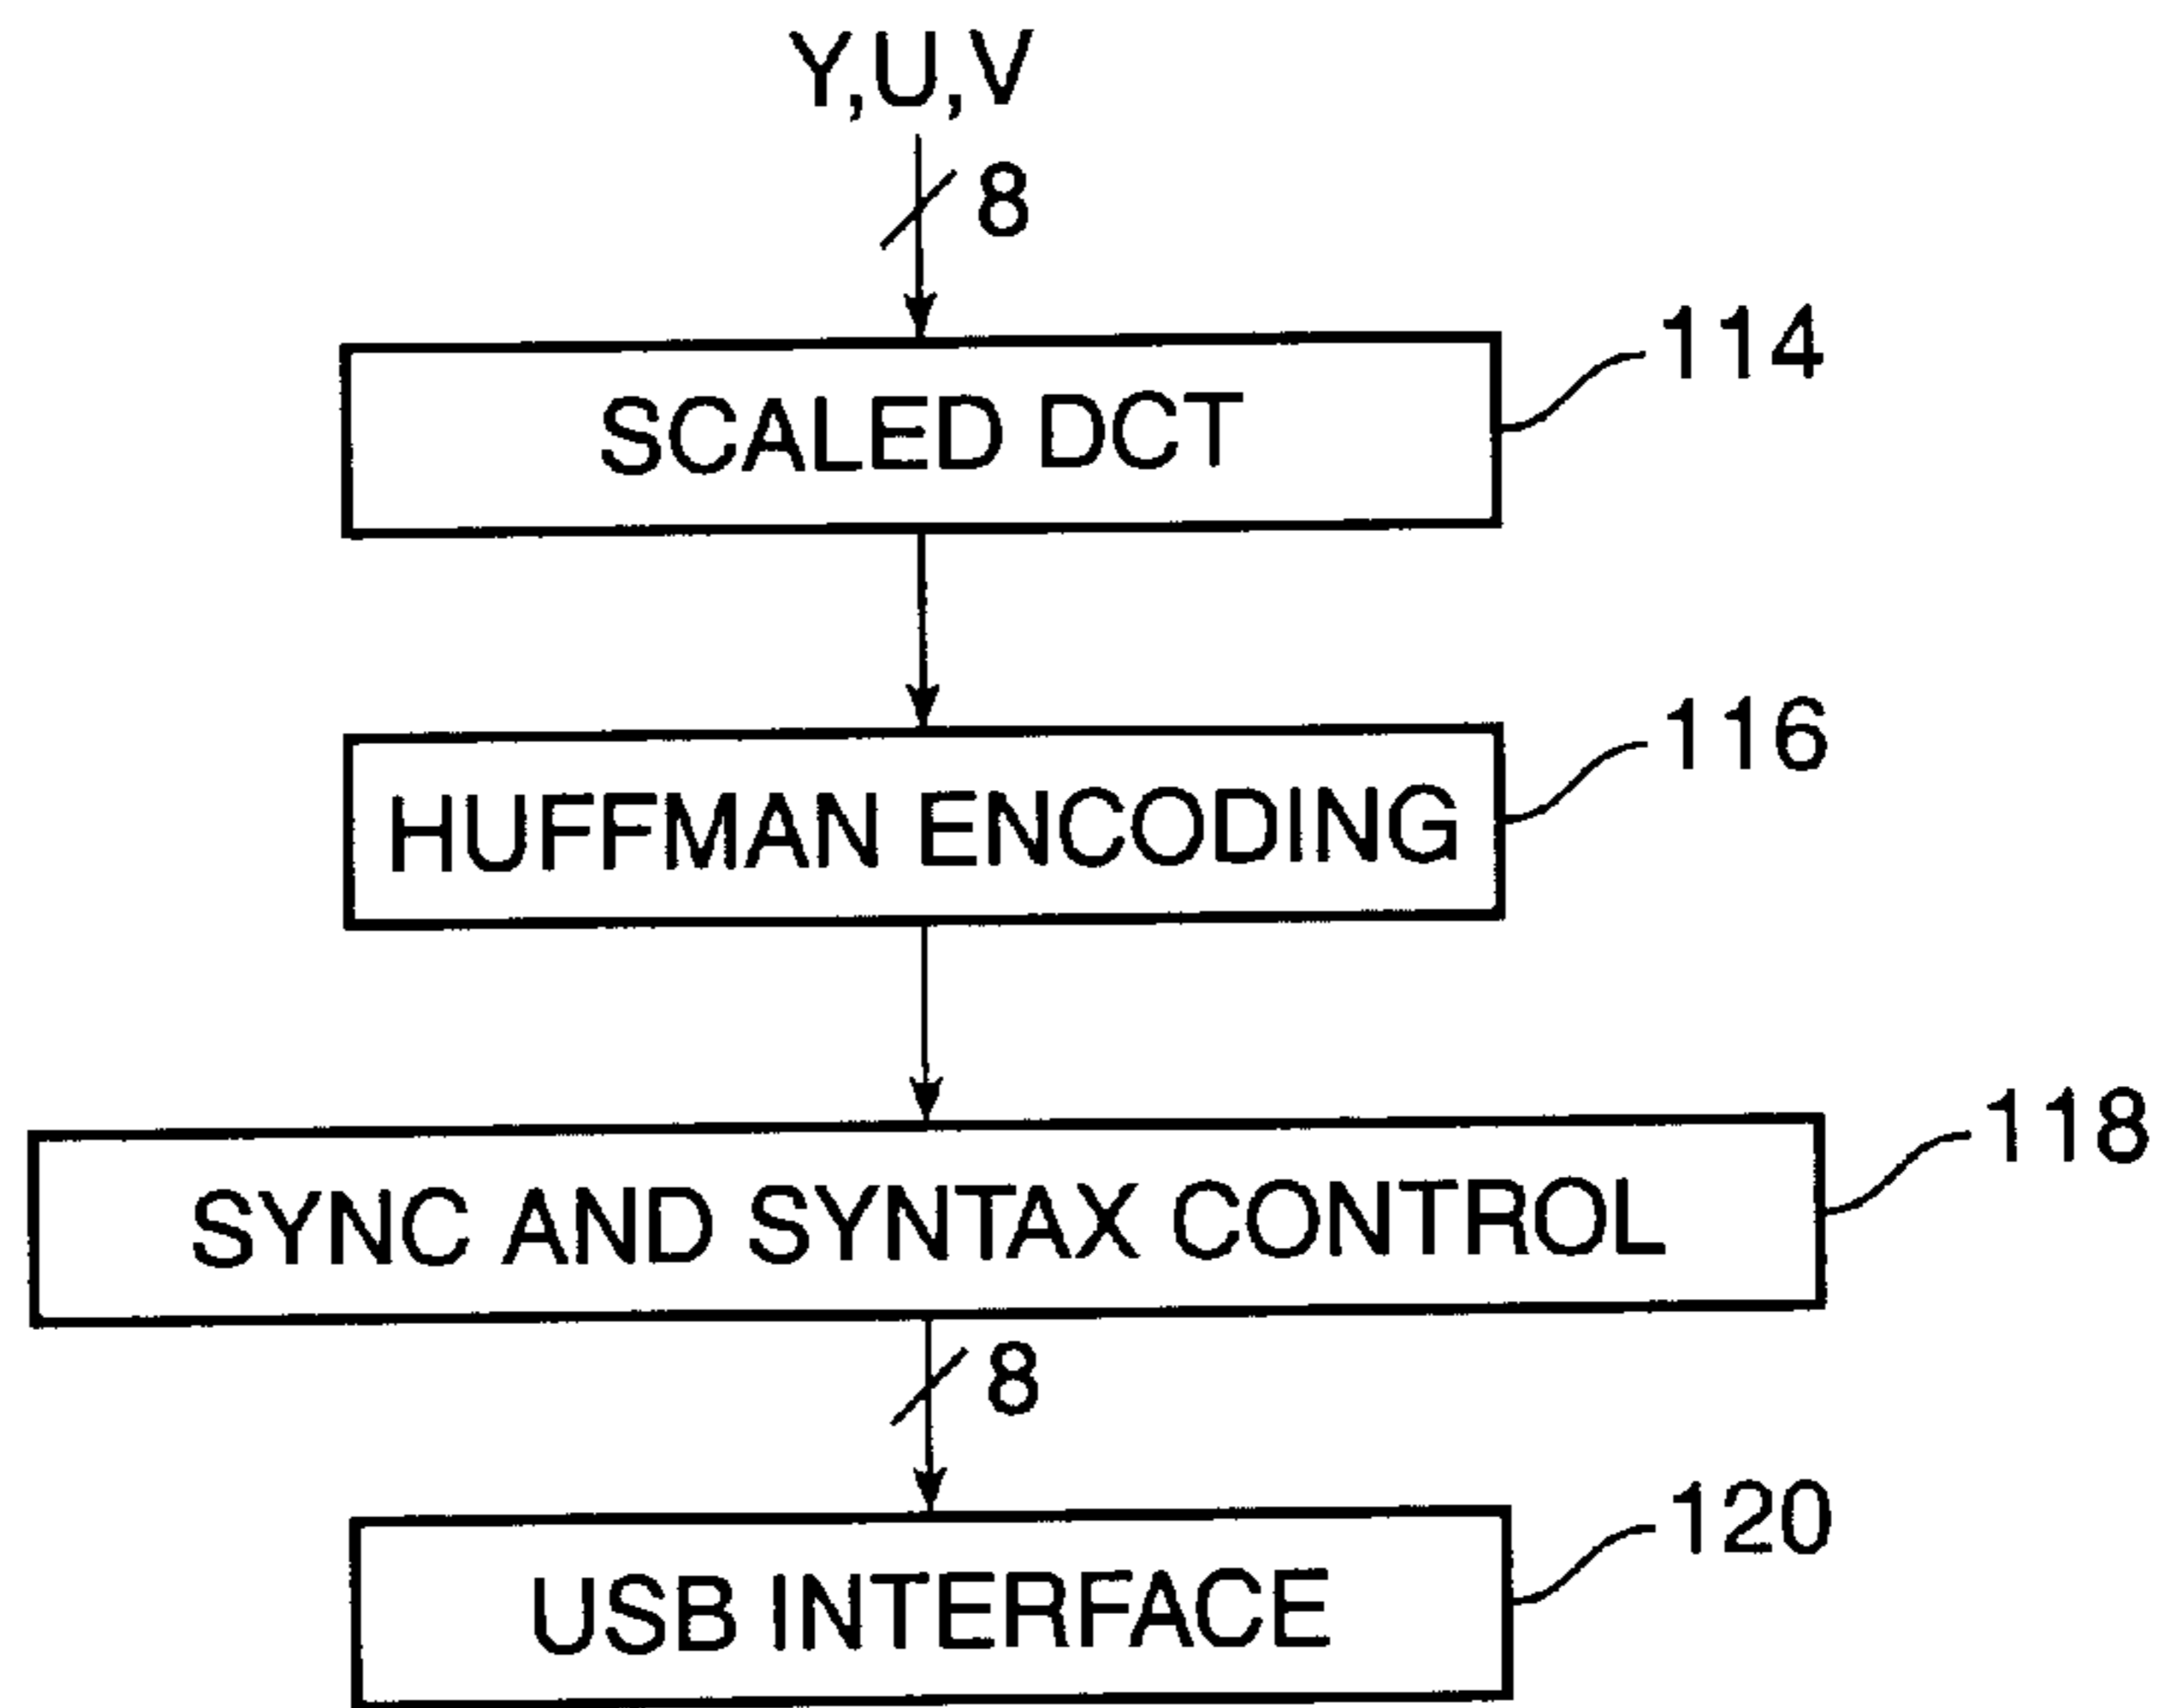 Y,U,V
8
114
SCALED DCT
116
HUFFMAN ENCODING
118
SYNC AND SYNTAX CONTROL
8
120
USB INTERFACE